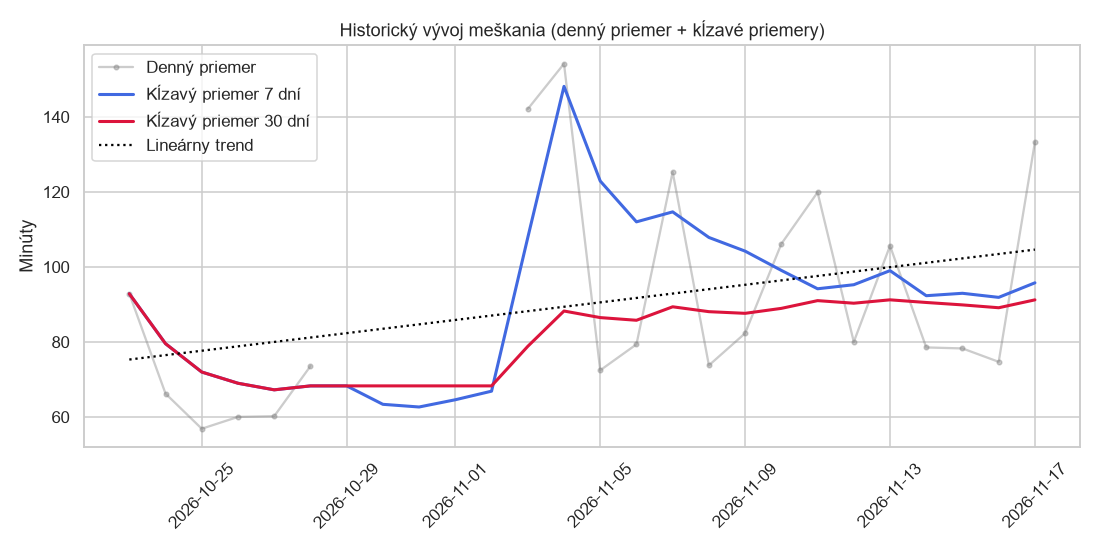 Historický vývoj meškania (denný priemer + kĺzavé priemery)
Denný priemer
Kĺzavý priemer 7 dní
Kĺzavý priemer 30 dní
Lineárny trend
Minúty
140
120
100
80
60
2026-10-25
2026-10-29
2026-11-01
2026-11-05
2026-11-09
2026-11-13
2026-11-17